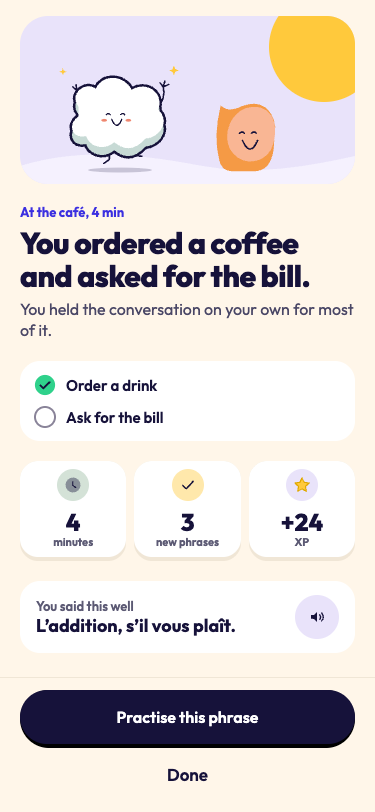 At the café, 4 min
You ordered a coffee
and asked for the bill.
You held the conversation on your own for most
of it.
Order a drink
Ask for the bill
4
minutes
3
new phrases
+24
XP
You said this well
L’addition, s’il vous plaît.
Practise this phrase
Done